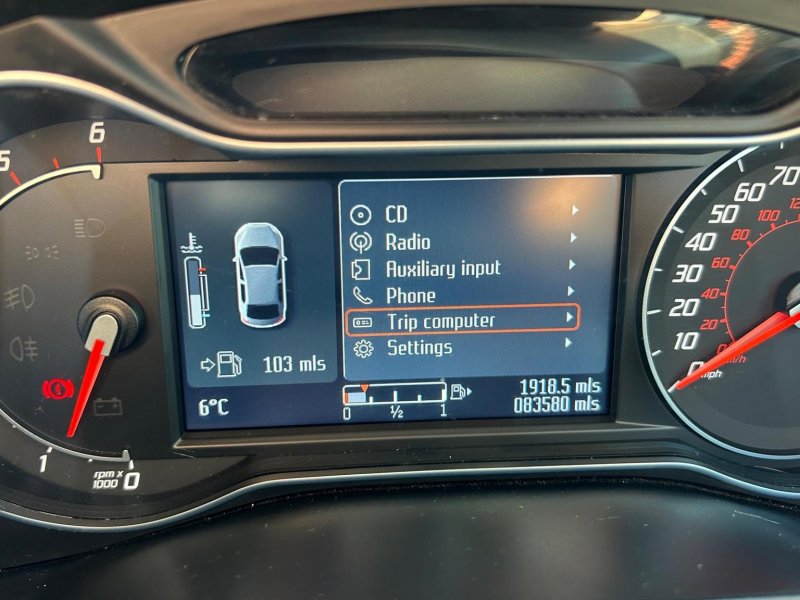 5
6
1
rpm x
1000
0
CD
Radio
Auxiliary input
Phone
Trip computer
Settings
103 mls
6°C
0
½
1
1918.5 mls
083580 mls
70
60
50
40
30
20
10
0
mph
100
80
60
40
20
km/h